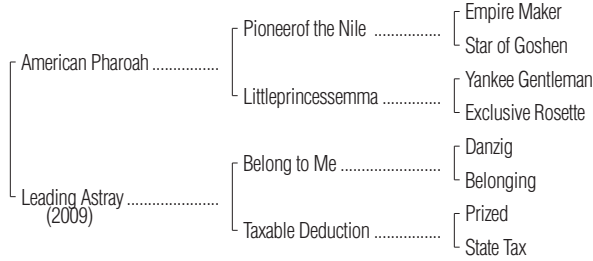 Empire Maker
Pioneerof the Nile ................
Star of Goshen
American Pharoah ................
Yankee Gentleman
Littleprincessemma ..............
Exclusive Rosette
Danzig
Belong to Me ........................
Belonging
Leading Astray ......................
(2009)
Prized
Taxable Deduction ................
State Tax